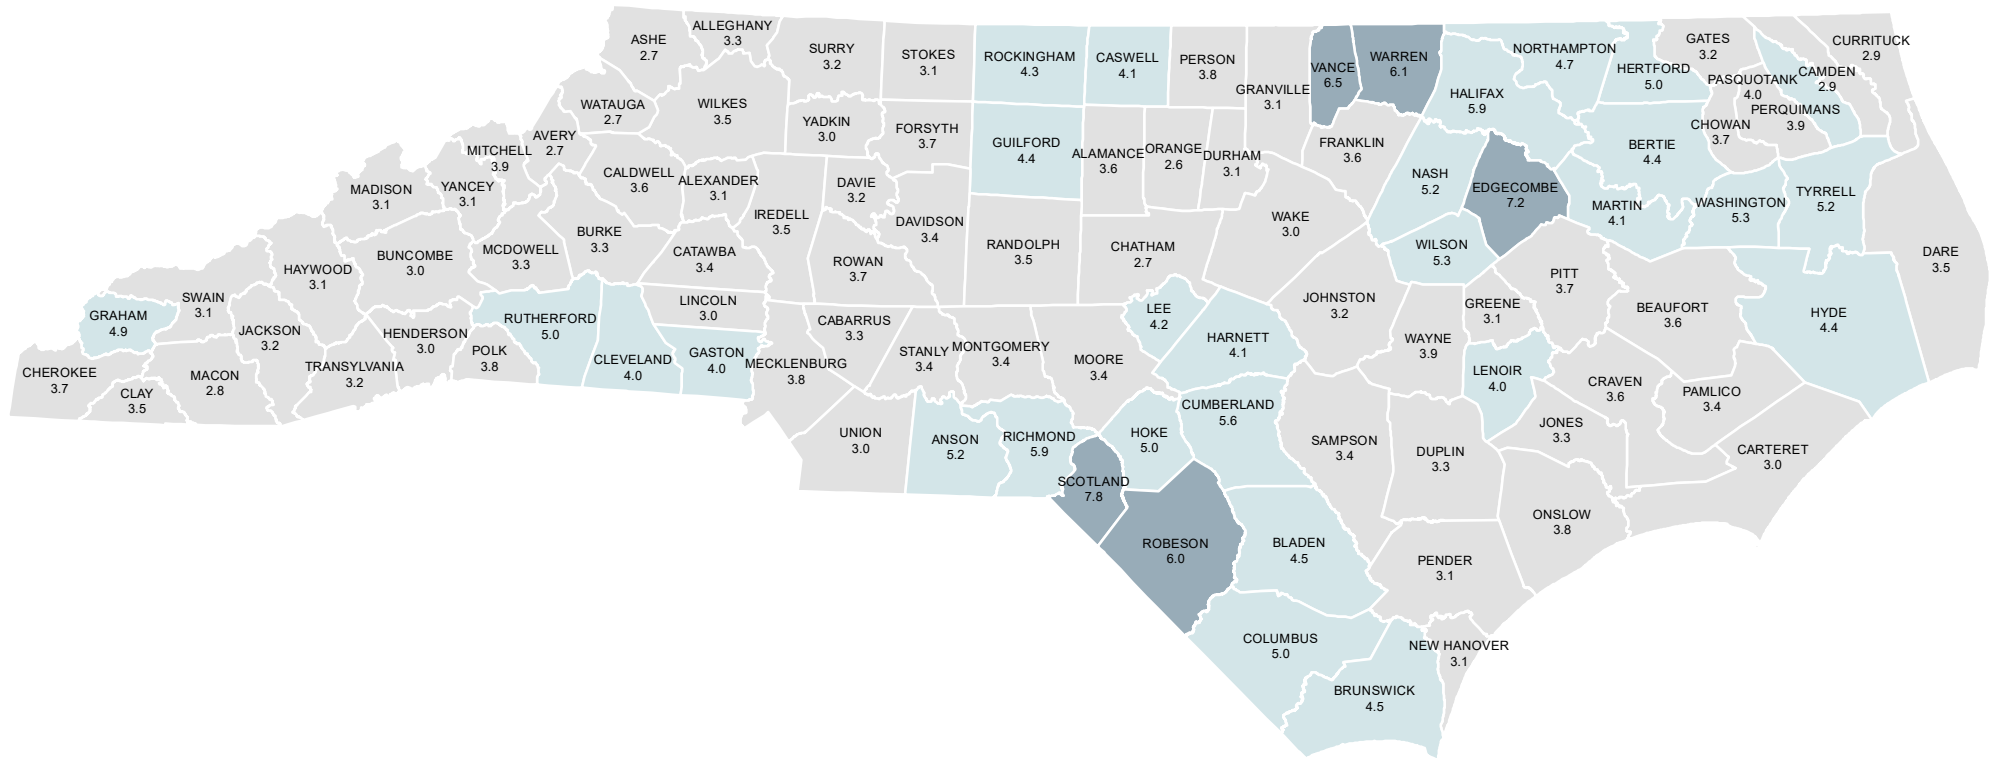 ALLEGHANY
3.3
ASHE
2.7
SURRY
3.2
STOKES
3.1
ROCKINGHAM
4.3
CASWELL
4.1
PERSON
3.8
GRANVILLE
3.1
VANCE
6.5
WARREN
6.1
NORTHAMPTON
4.7
HERTFORD
5.0
GATES
3.2
CURRITUCK
2.9
CAMDEN
2.9
PASQUOTANK
4.0
PERQUIMANS
3.9
CHOWAN
3.7
HALIFAX
5.9
WATAUGA
2.7
WILKES
3.5
YADKIN
3.0
FORSYTH
3.7
GUILFORD
4.4
ALAMANCE
3.6
ORANGE
2.6
DURHAM
3.1
FRANKLIN
3.6
NASH
5.2
EDGECOMBE
7.2
BERTIE
4.4
MARTIN
4.1
WASHINGTON
5.3
TYRRELL
5.2
DARE
3.5
AVERY
2.7
MITCHELL
3.9
YANCEY
3.1
MADISON
3.1
CALDWELL
3.6
ALEXANDER
3.1
IREDELL
3.5
DAVIE
3.2
DAVIDSON
3.4
RANDOLPH
3.5
CHATHAM
2.7
WAKE
3.0
WILSON
5.3
PITT
3.7
BUNCOMBE
3.0
MCDOWELL
3.3
BURKE
3.3
CATAWBA
3.4
ROWAN
3.7
HAYWOOD
3.1
SWAIN
3.1
GRAHAM
4.9
JACKSON
3.2
HENDERSON
3.0
RUTHERFORD
5.0
LINCOLN
3.0
CABARRUS
3.3
LEE
4.2
HARNETT
4.1
JOHNSTON
3.2
WAYNE
3.9
GREENE
3.1
BEAUFORT
3.6
HYDE
4.4
CHEROKEE
3.7
CLAY
3.5
MACON
2.8
TRANSYLVANIA
3.2
POLK
3.8
CLEVELAND
4.0
GASTON
4.0
MECKLENBURG
3.8
STANLY
3.4
MONTGOMERY
3.4
MOORE
3.4
LENOIR
4.0
CRAVEN
3.6
PAMLICO
3.4
UNION
3.0
ANSON
5.2
RICHMOND
5.9
HOKE
5.0
CUMBERLAND
5.6
SAMPSON
3.4
DUPLIN
3.3
JONES
3.3
CARTERET
3.0
SCOTLAND
7.8
ROBESON
6.0
BLADEN
4.5
ONSLOW
3.8
PENDER
3.1
COLUMBUS
5.0
NEW HANOVER
3.1
BRUNSWICK
4.5